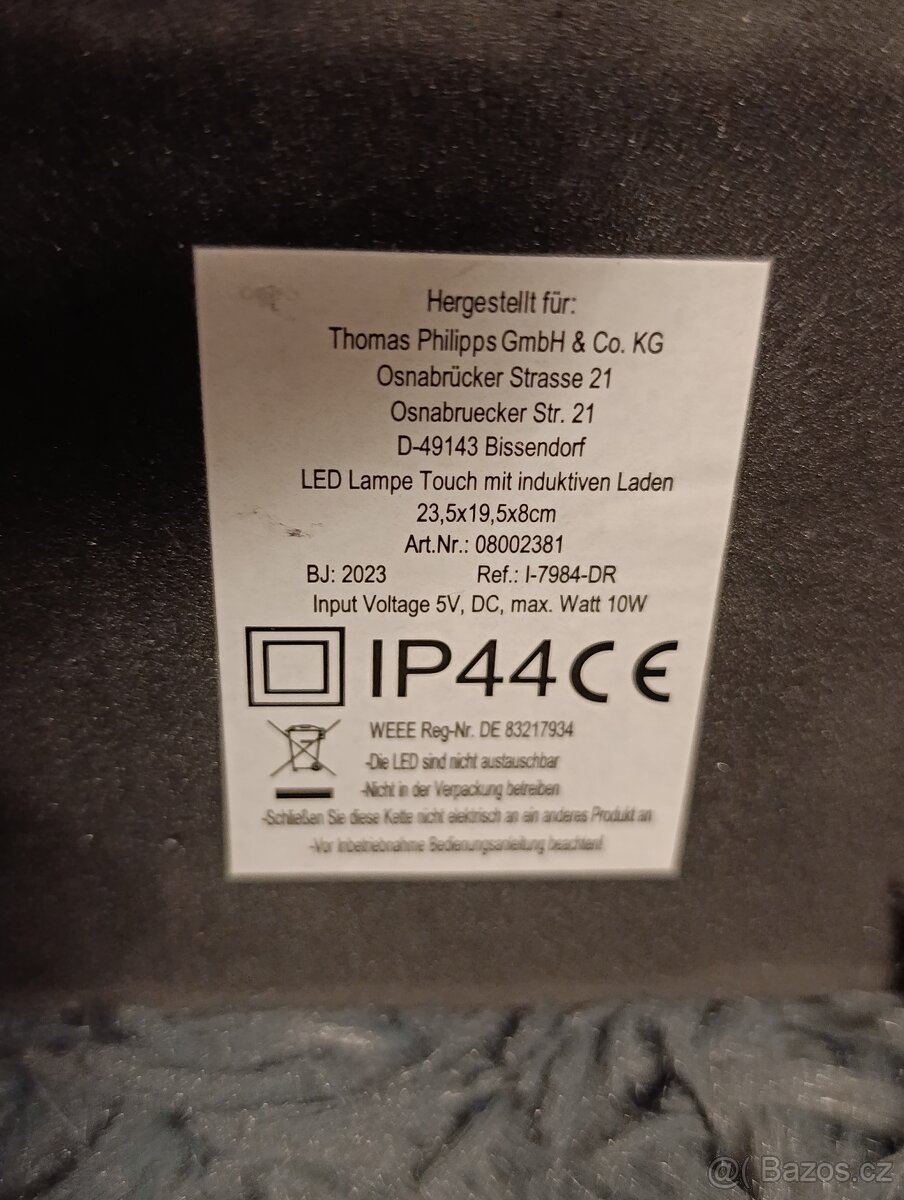 Hergestellt für:
Thomas Philipps GmbH & Co. KG
Osnabrücker Strasse 21
Osnabruecker Str. 21
D-49143 Bissendorf
LED Lampe Touch mit induktiven Laden
23,5x19,5x8cm
Art.Nr.: 08002381
BJ: 2023 Ref.: I-7984-DR
Input Voltage 5V, DC, max. Watt 10W
IP44 CE
WEEE Reg-Nr. DE 83217934
-Die LED sind nicht austauschbar
-Nicht in der Verpackung betreiben
-Schließen Sie diese Kette nicht elektrisch an ein anderes Produkt an
-Vor Inbetriebnahme Bedienungsanleitung beachten!
@ Bazos.cz